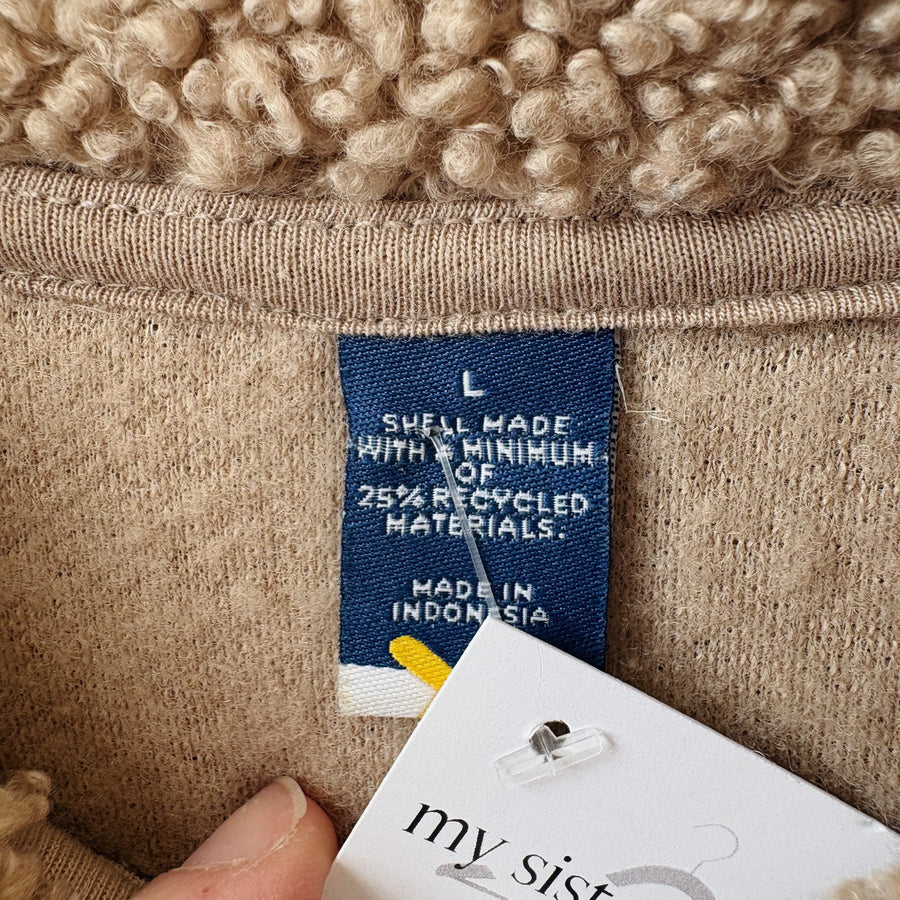 L
SHELL MADE
WITH A MINIMUM
OF
25% RECYCLED
MATERIALS.
MADE IN
INDONESIA
my sist